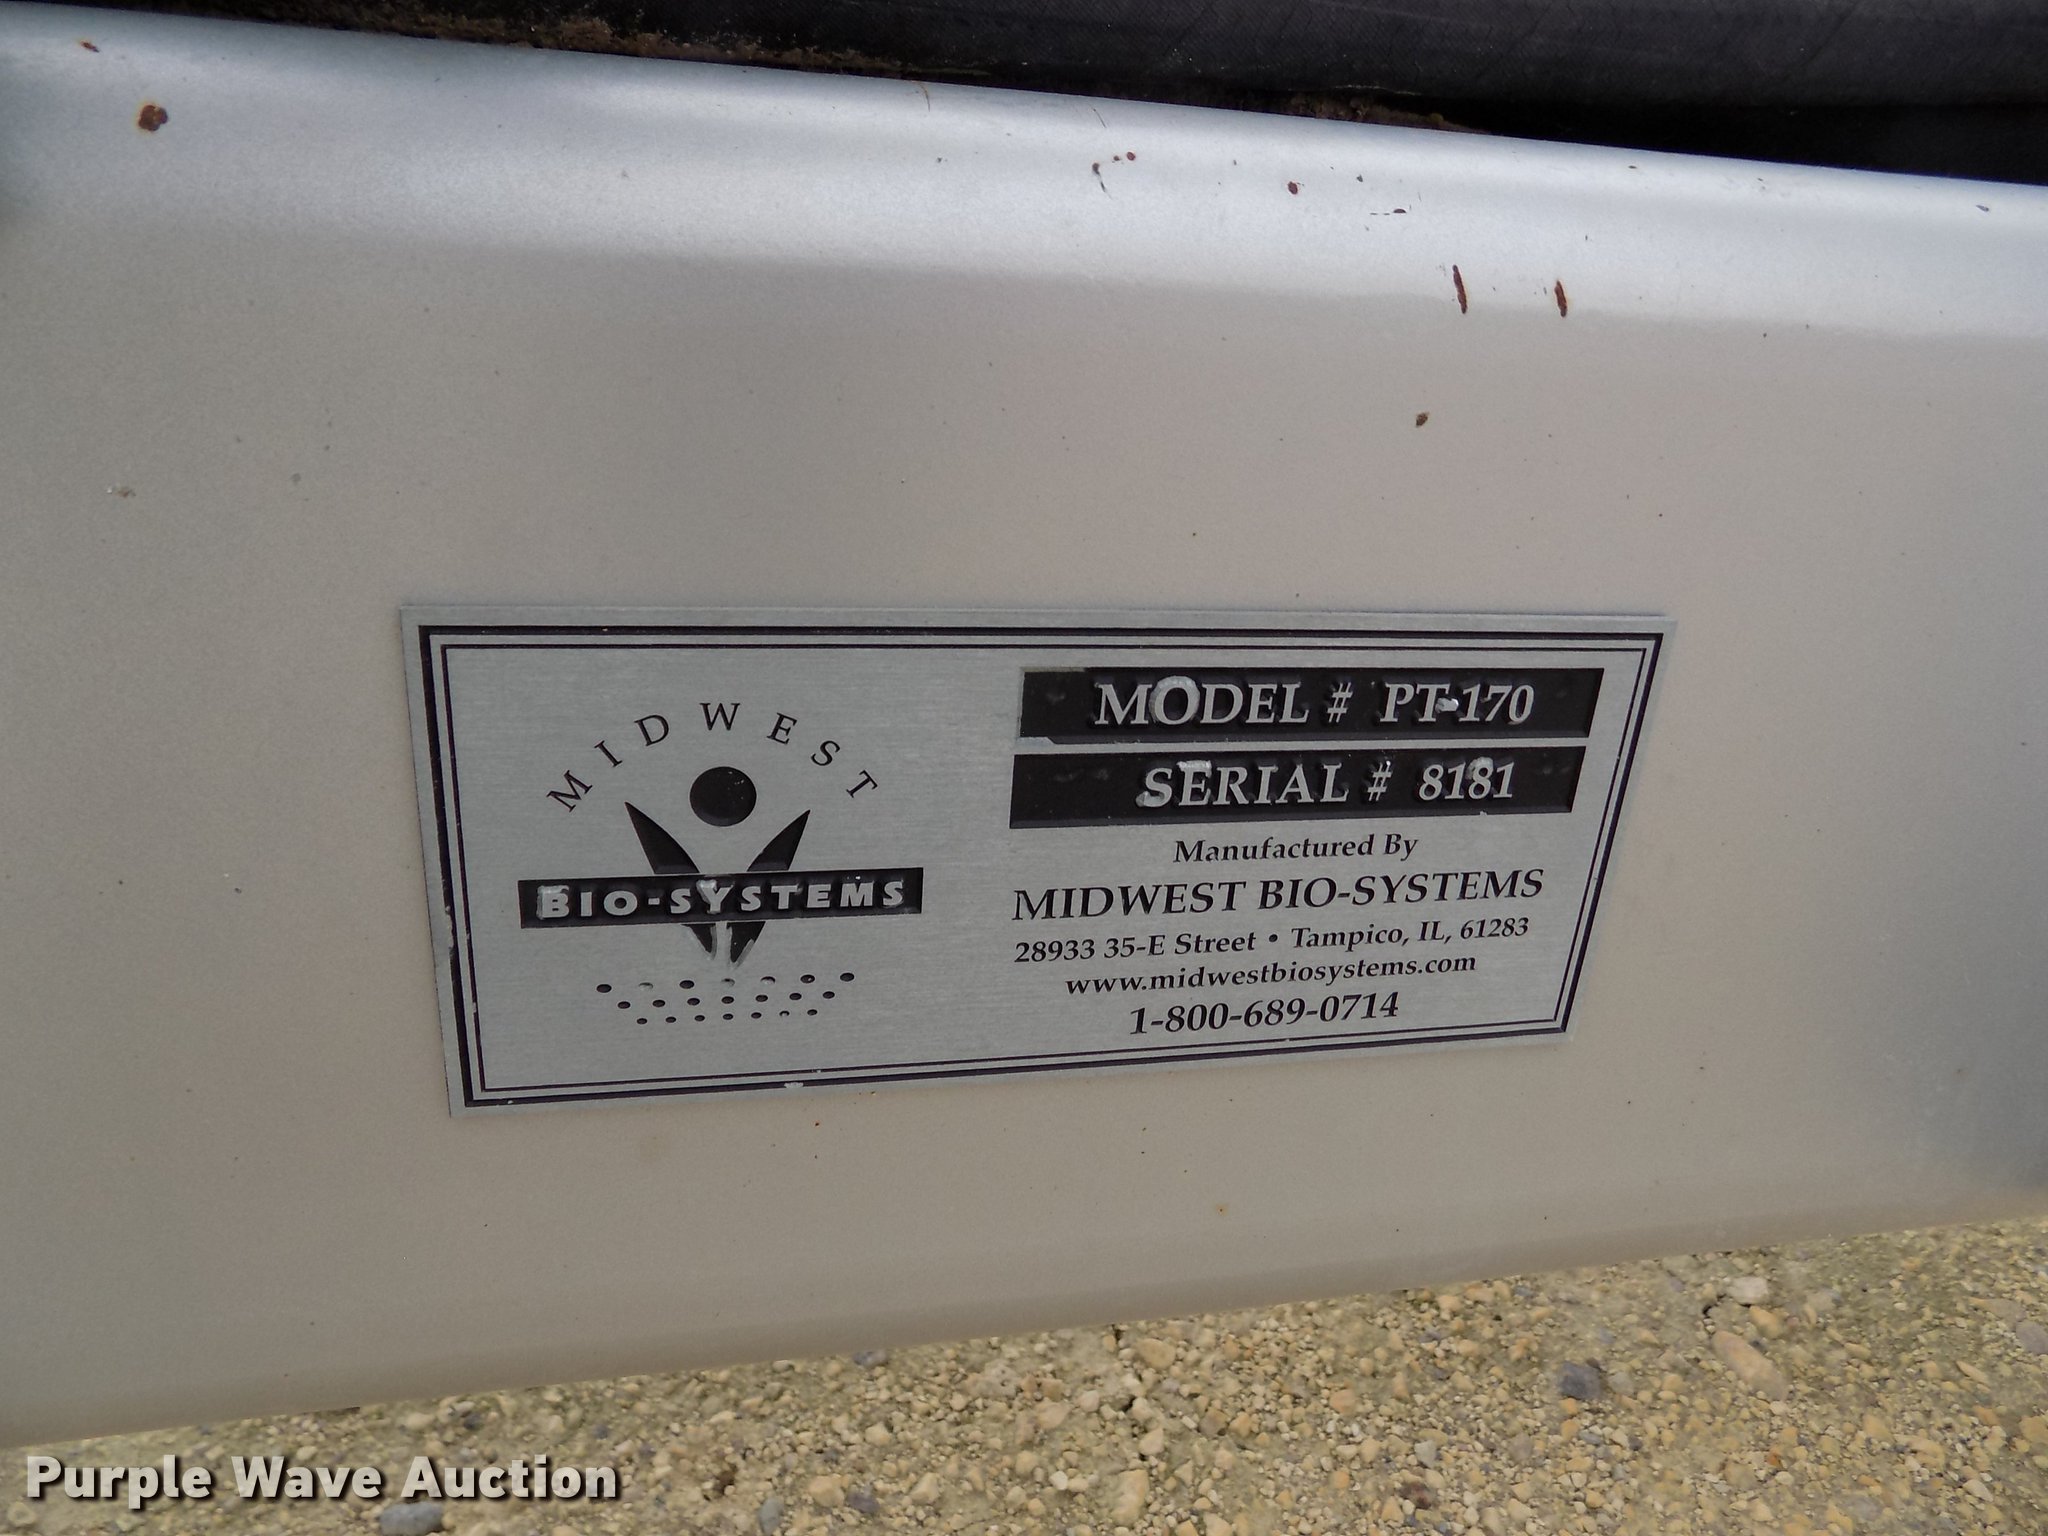 MIDWEST
BIO-SYSTEMS
MODEL # PT-170
SERIAL # 8181
Manufactured By
MIDWEST BIO-SYSTEMS
28933 35-E Street • Tampico, IL, 61283
www.midwestbiosystems.com
1-800-689-0714
Purple Wave Auction